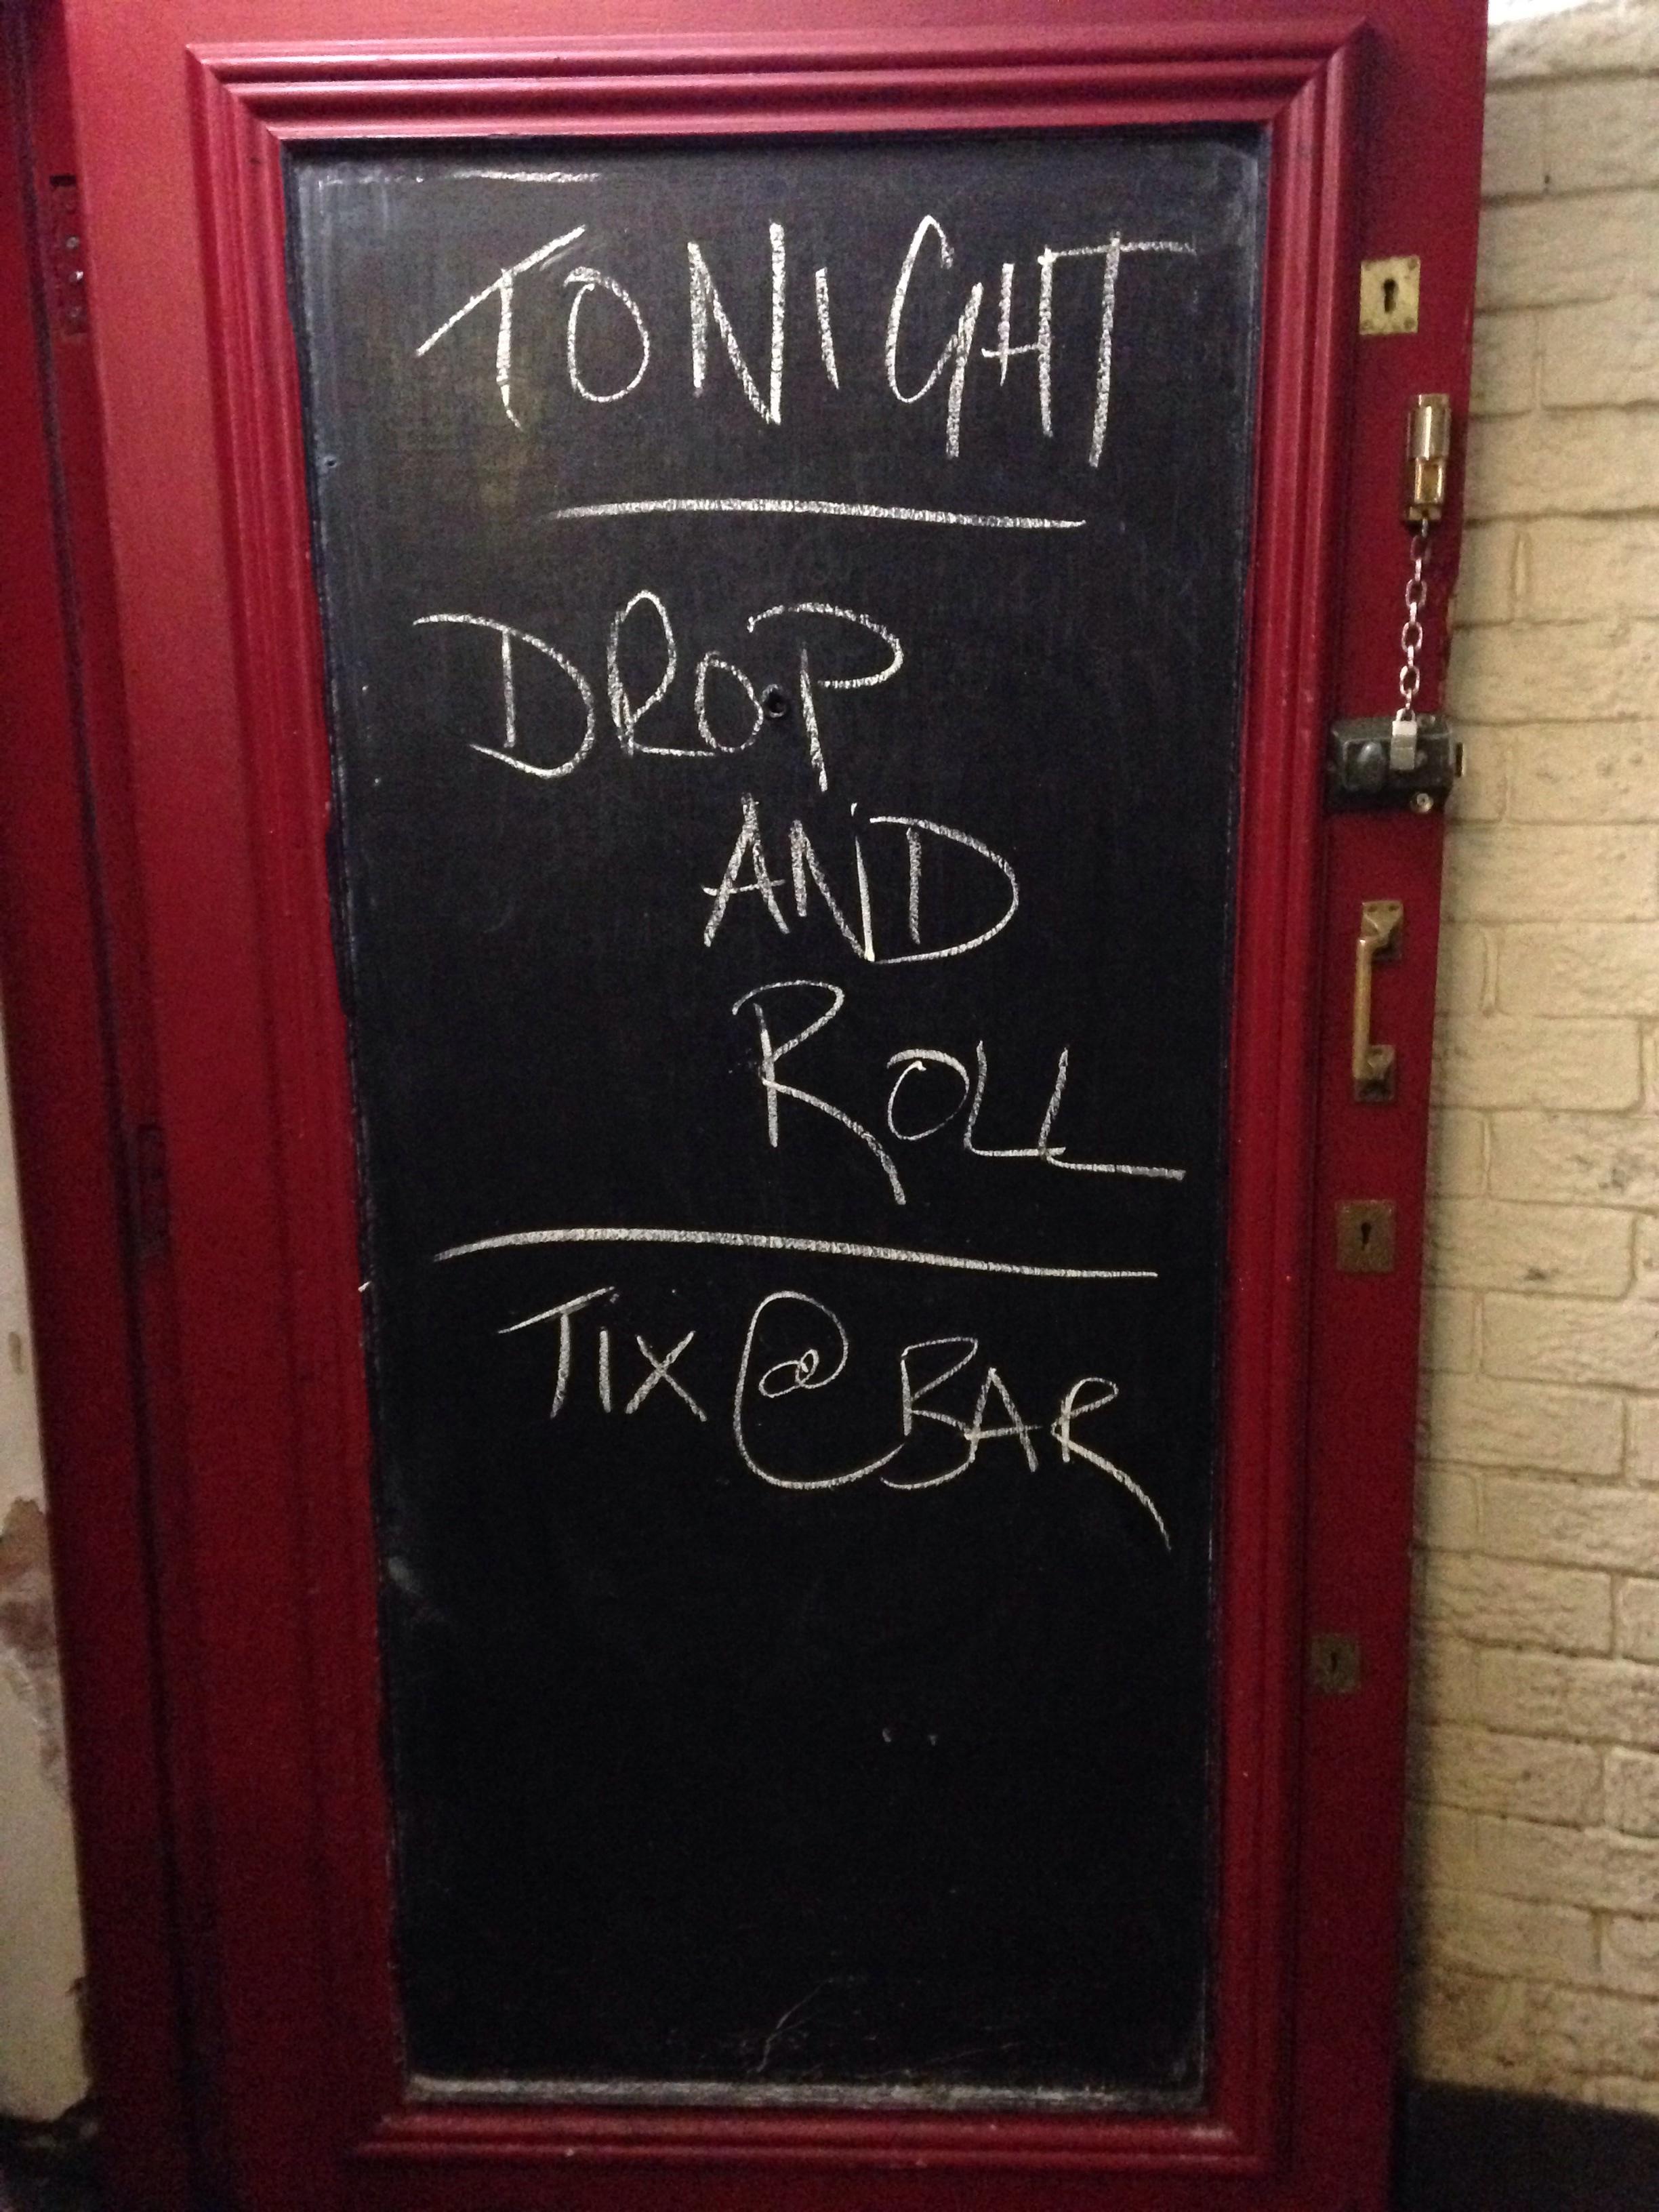 TONIGHT
DROP
AND
ROLL
TIX @ BAR